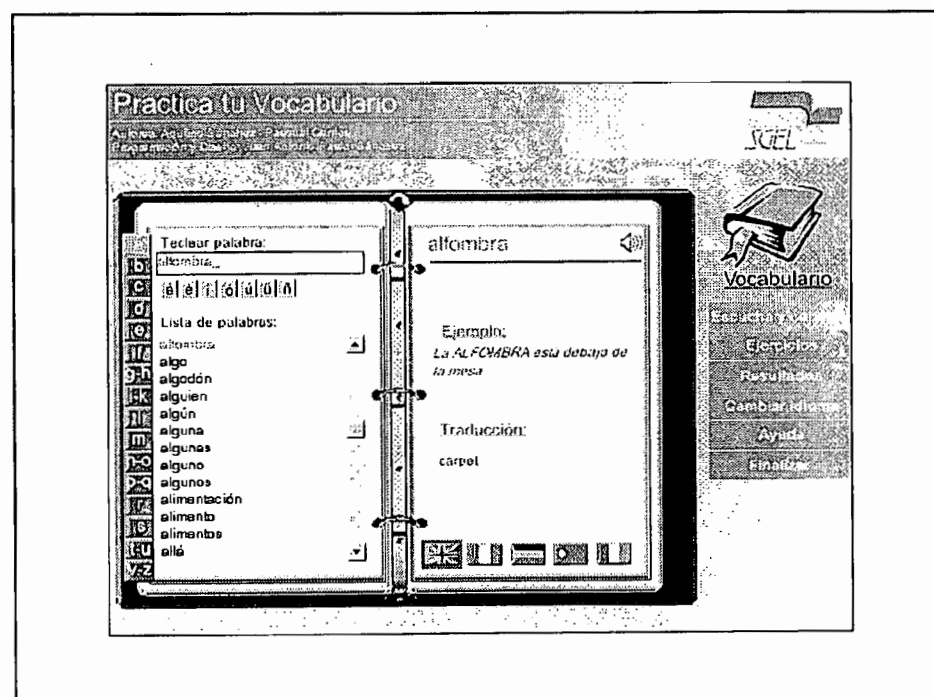 Practica tu Vocabulario
SGEL
Teclear palabra:
alfombra
á é í ó ú ü ñ
Lista de palabras:
alfombra
algo
algodón
alguien
algún
alguna
algunas
alguno
algunos
alimentación
alimento
alimentos
allá
b
c
d
e
g-h
j-k
m
n-o
p-q
r
s
t-u
v-z
alfombra
Ejemplo:
La ALFOMBRA está debajo de
la mesa
Traducción:
carpet
Vocabulario
Ejercicios
Resultados
Cambiar idioma
Ayuda
Finalizar